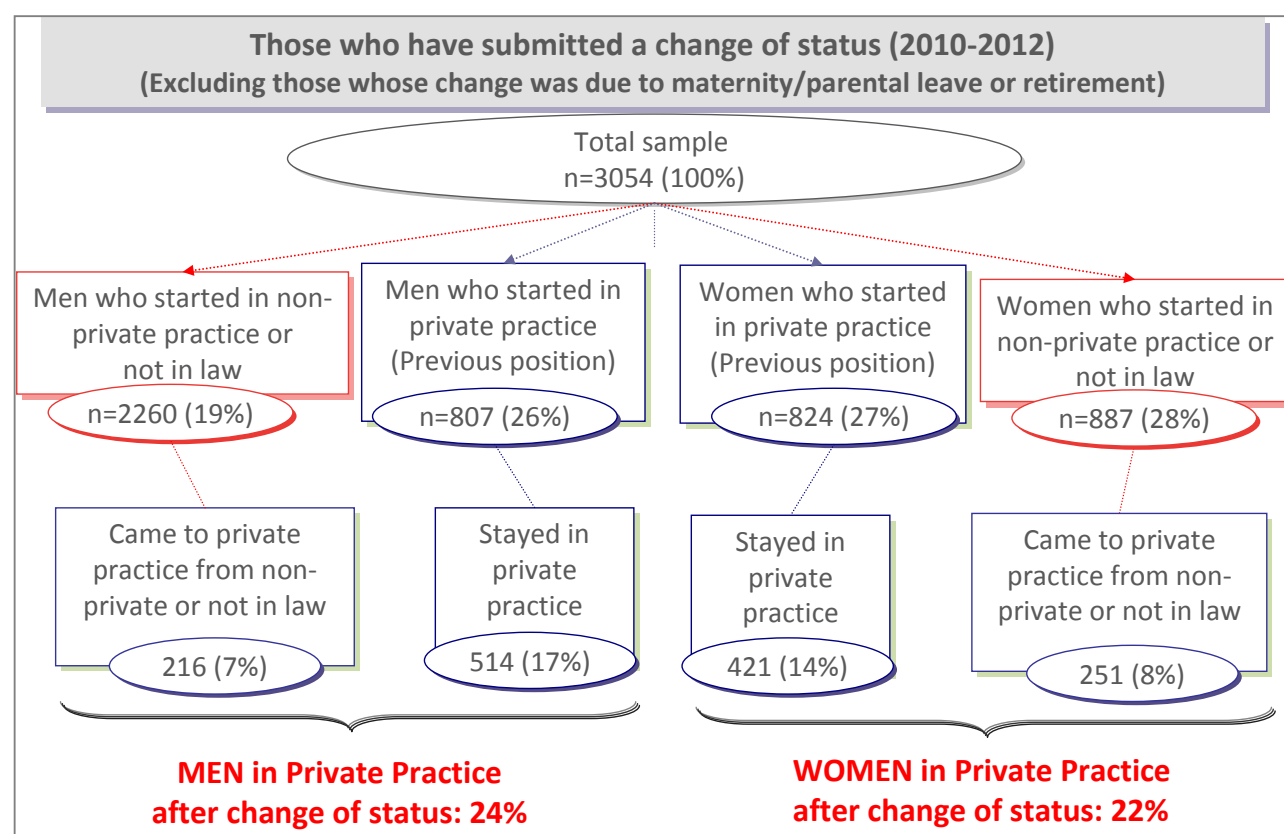 Those who have submitted a change of status (2010-2012)
(Excluding those whose change was due to maternity/parental leave or retirement)
Total sample
n=3054 (100%)
Men who started in non-
private practice or
not in law
n=2260 (19%)
Men who started in
private practice
(Previous position)
n=807 (26%)
Women who started
in private practice
(Previous position)
n=824 (27%)
Women who started in
non-private practice or
not in law
n=887 (28%)
Came to private
practice from non-
private or not in law
216 (7%)
Stayed in
private
practice
514 (17%)
Stayed in
private
practice
421 (14%)
Came to private
practice from non-
private or not in law
251 (8%)
MEN in Private Practice
after change of status: 24%
WOMEN in Private Practice
after change of status: 22%